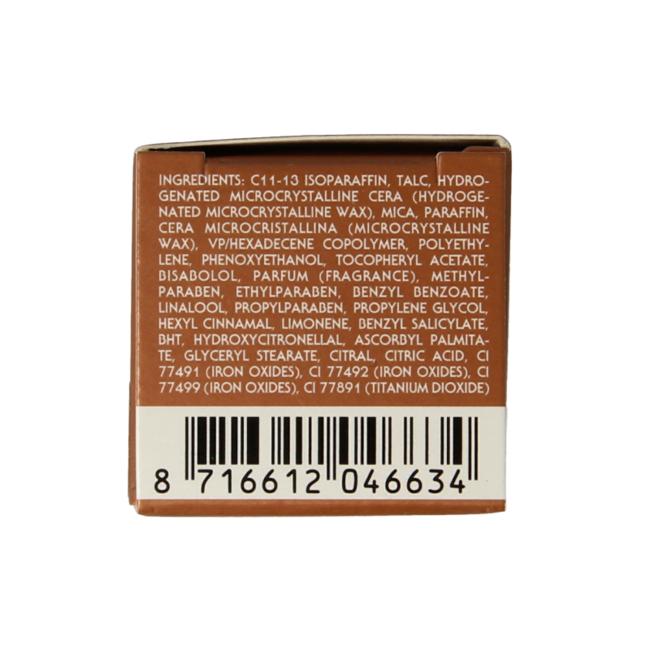 INGREDIENTS: C11-13 ISOPARAFFIN, TALC, HYDRO-
GENATED MICROCRYSTALLINE CERA (HYDROGE-
NATED MICROCRYSTALLINE WAX), MICA, PARAFFIN,
CERA MICROCRISTALLINA (MICROCRYSTALLINE
WAX), VP/HEXADECENE COPOLYMER, POLYETHY-
LENE, PHENOXYETHANOL, TOCOPHERYL ACETATE,
BISABOLOL, PARFUM (FRAGRANCE), METHYL-
PARABEN, ETHYLPARABEN, BENZYL BENZOATE,
LINALOOL, PROPYLPARABEN, PROPYLENE GLYCOL,
HEXYL CINNAMAL, LIMONENE, BENZYL SALICYLATE,
BHT, HYDROXYCITRONELLAL, ASCORBYL PALMITA-
TE, GLYCERYL STEARATE, CITRAL, CITRIC ACID, CI
77491 (IRON OXIDES), CI 77492 (IRON OXIDES), CI
77499 (IRON OXIDES), CI 77891 (TITANIUM DIOXIDE)
8 716612 046634